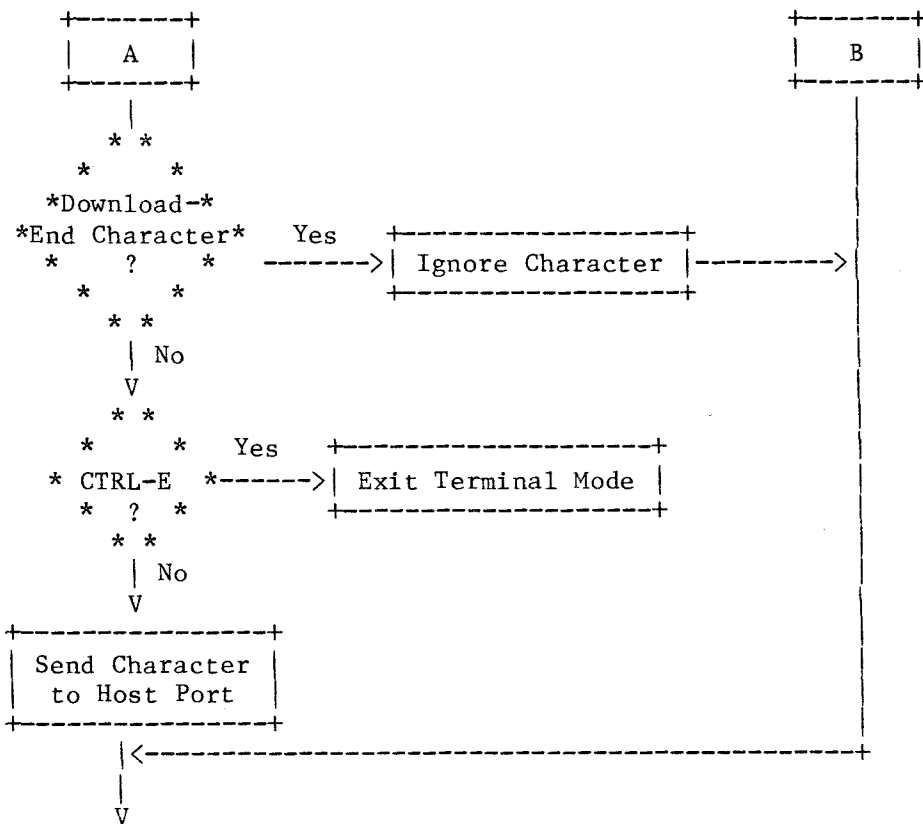 A
B
Download-
End Character
?
Yes
Ignore Character
No
CTRL-E
?
Yes
Exit Terminal Mode
No
V
Send Character
to Host Port
V